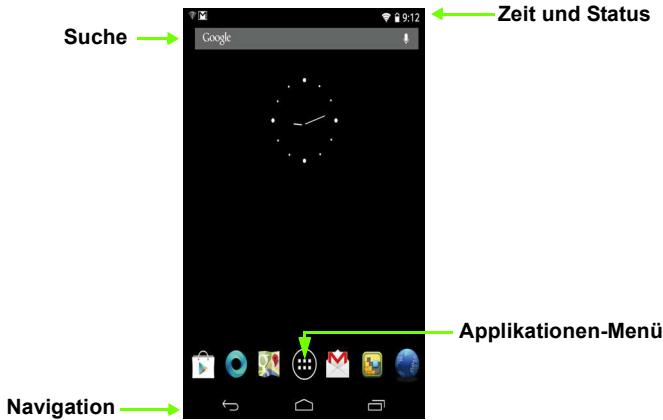 Zeit und Status
9:12
Suche
Google
Applikationen-Menü
Navigation